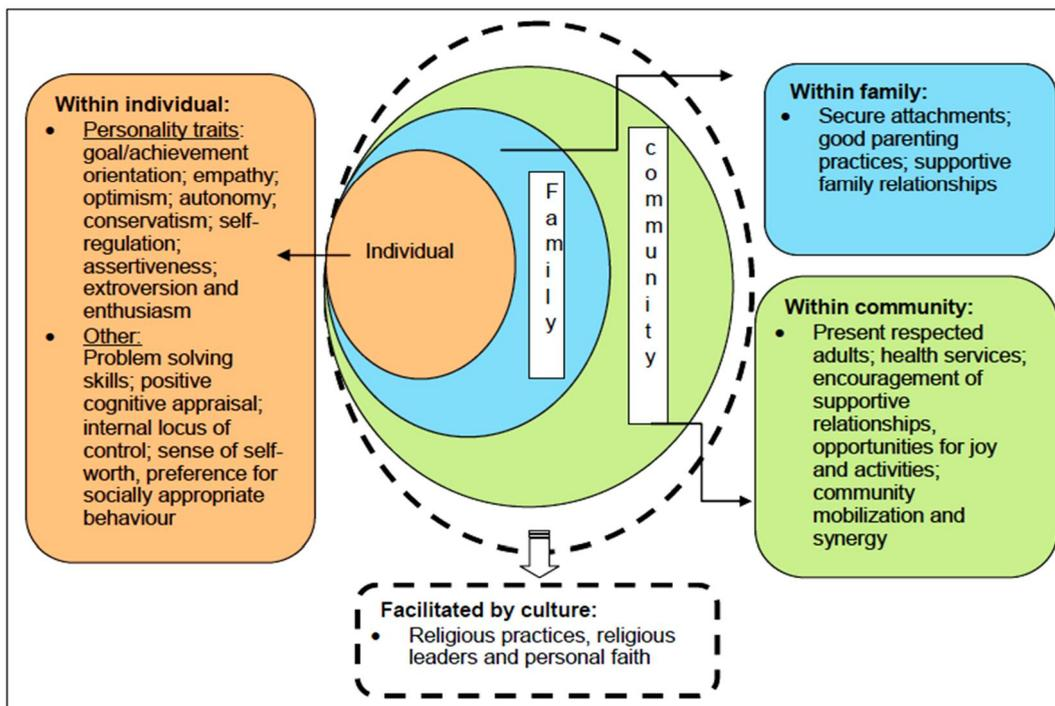 Within individual:
• Personality traits:
goal/achievement
orientation; empathy;
optimism; autonomy;
conservatism; self-
regulation;
assertiveness;
extroversion and
enthusiasm
• Other:
Problem solving
skills; positive
cognitive appraisal;
internal locus of
control; sense of self-
worth, preference for
socially appropriate
behaviour
Individual
Family
community
Within family:
• Secure attachments;
good parenting
practices; supportive
family relationships
Within community:
• Present respected
adults; health services;
encouragement of
supportive
relationships,
opportunities for joy
and activities;
community
mobilization and
synergy
Facilitated by culture:
• Religious practices, religious
leaders and personal faith